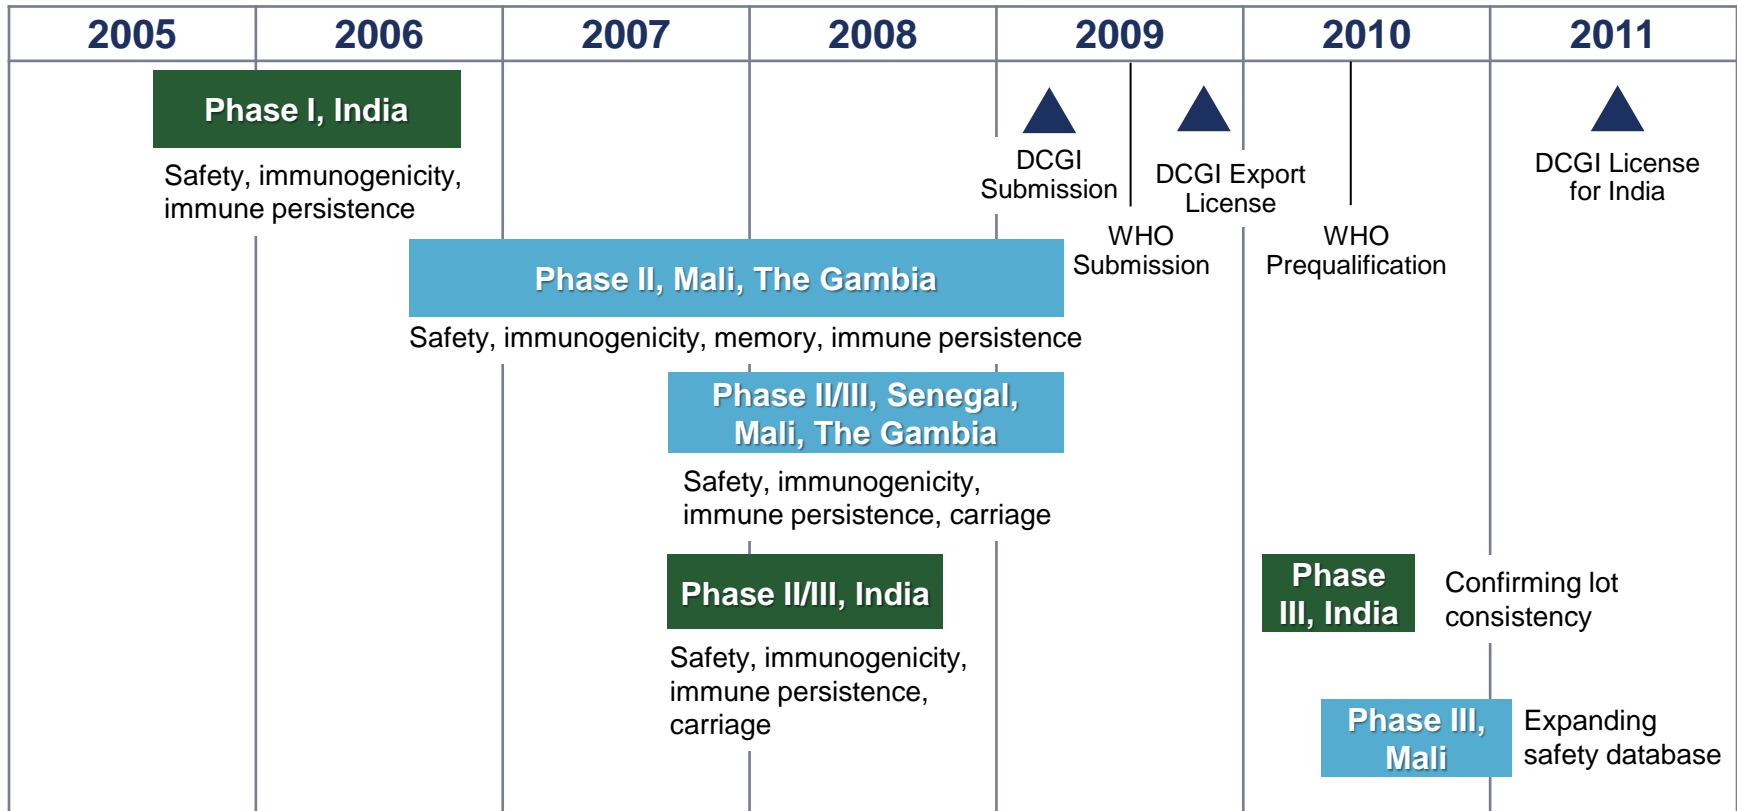 2005 2006 2007 2008 2009 2010 2011
Phase I, India
Safety, immunogenicity,
immune persistence
DCGI
Submission
WHO
Submission
DCGI Export
License
WHO
Prequalification
DCGI License
for India
Phase II, Mali, The Gambia
Safety, immunogenicity, memory, immune persistence
Phase II/III, Senegal,
Mali, The Gambia
Safety, immunogenicity,
immune persistence, carriage
Phase II/III, India
Safety, immunogenicity,
immune persistence,
carriage
Phase
III, India
Confirming lot
consistency
Phase III,
Mali
Expanding
safety database